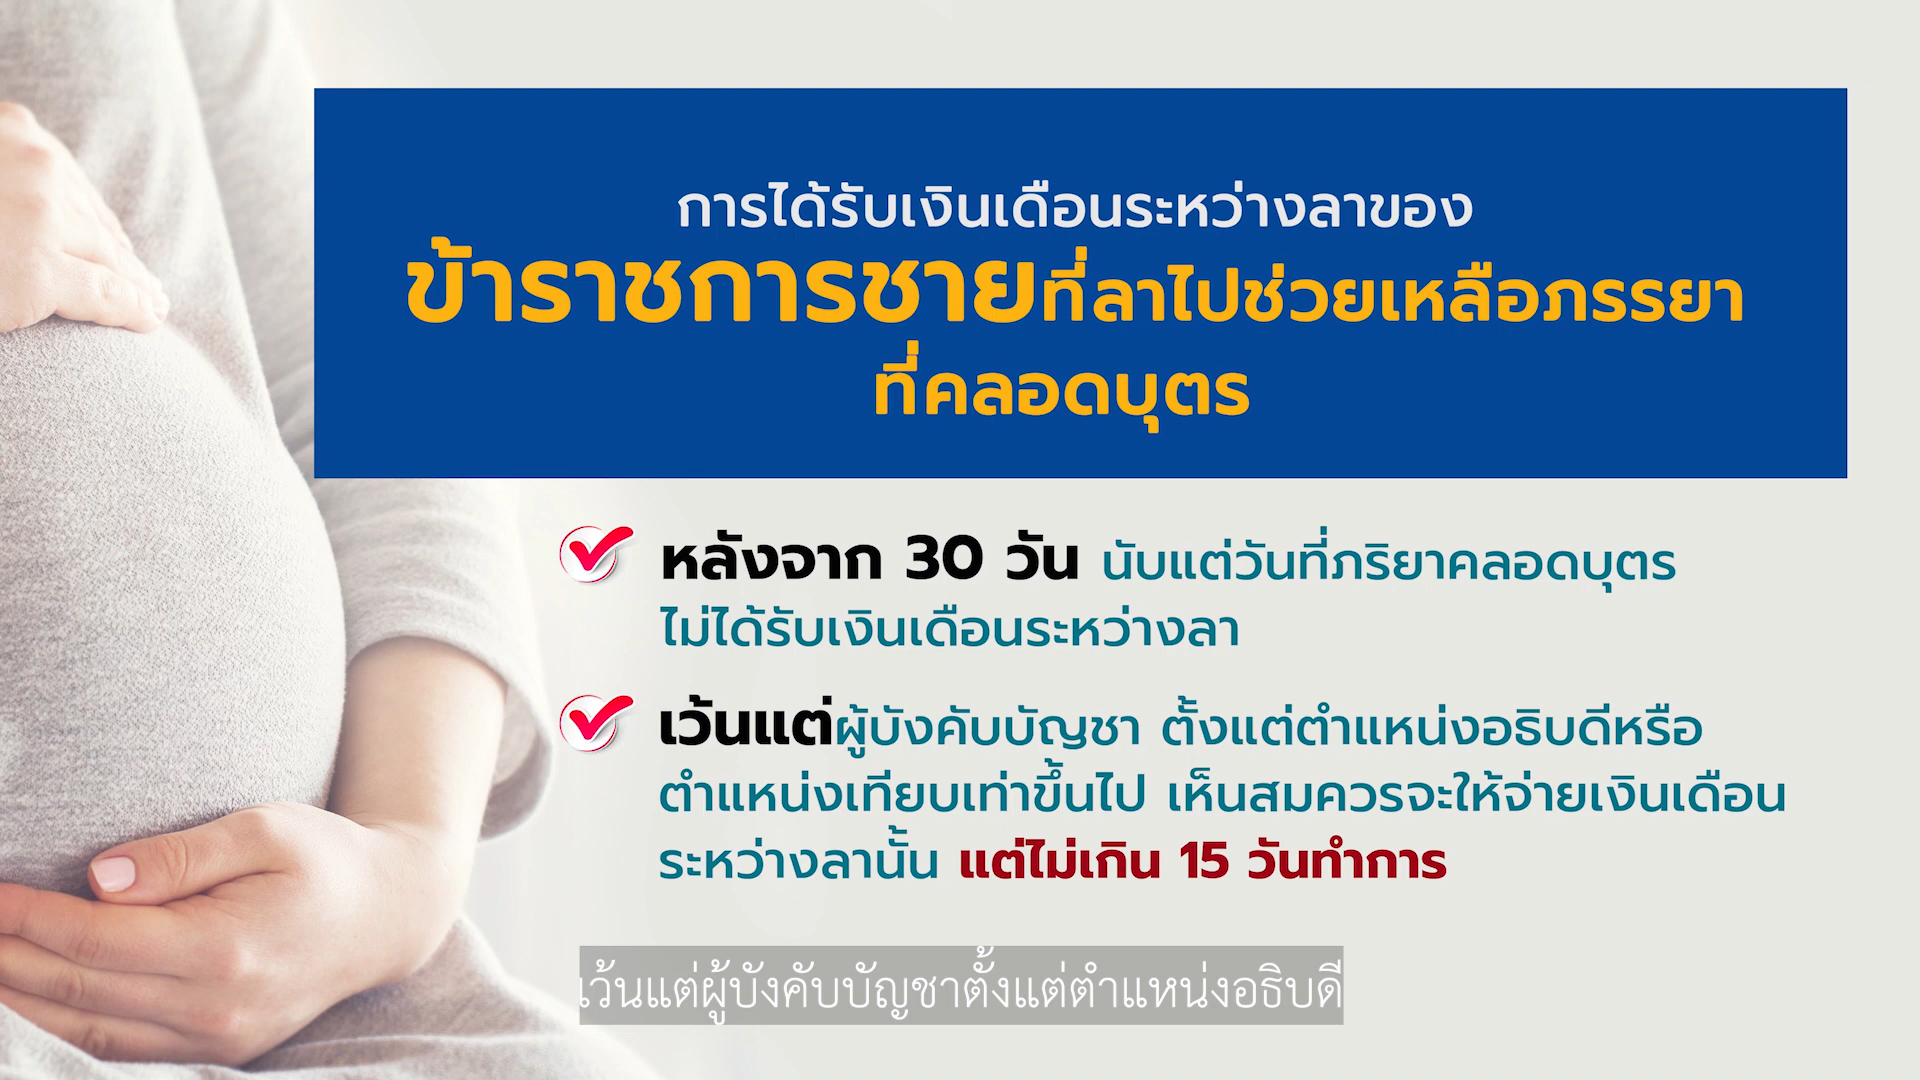 การได้รับเงินเดือนระหว่างลาของ
ข้าราชการชายที่ลาไปช่วยเหลือภรรยา
ที่คลอดบุตร
หลังจาก 30 วัน นับแต่วันที่ภริยาคลอดบุตร
ไม่ได้รับเงินเดือนระหว่างลา
เว้นแต่ผู้บังคับบัญชา ตั้งแต่ตำแหน่งอธิบดีหรือ
ตำแหน่งเทียบเท่าขึ้นไป เห็นสมควรจะให้จ่ายเงินเดือน
ระหว่างลานั้น แต่ไม่เกิน 15 วันทำการ
เว้นแต่ผู้บังคับบัญชาตั้งแต่ตำแหน่งอธิบดี